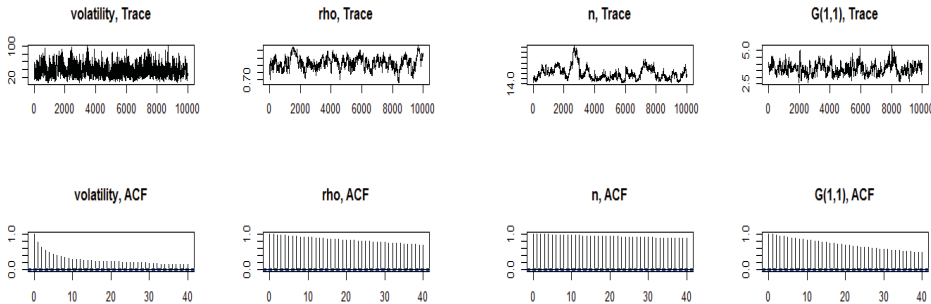 volatility, Trace
rho, Trace
n, Trace
G(1,1), Trace
20 100
0 2000 4000 6000 8000 10000
0.70
0 2000 4000 6000 8000 10000
14.0
0 2000 4000 6000 8000 10000
2.5 5.0
0 2000 4000 6000 8000 10000
volatility, ACF
rho, ACF
n, ACF
G(1,1), ACF
0.0 1.0
0 10 20 30 40
0.0 1.0
0 10 20 30 40
0.0 1.0
0 10 20 30 40
0.0 1.0
0 10 20 30 40